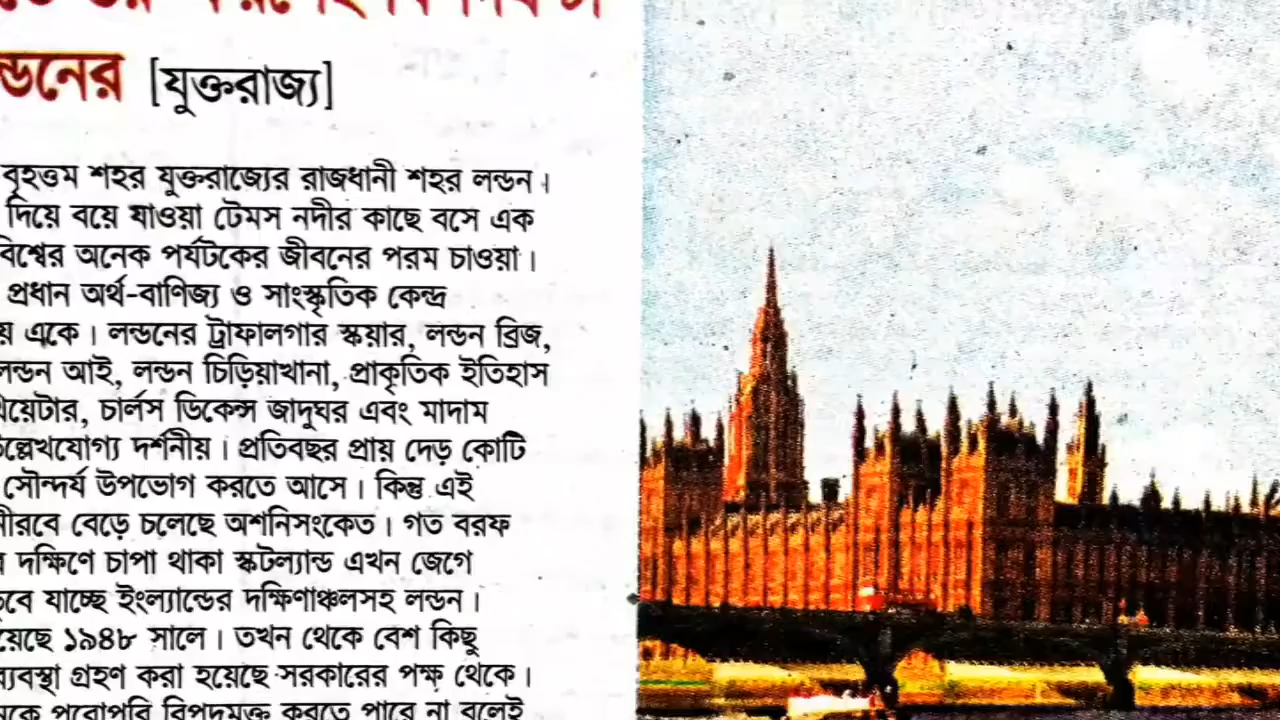 ন্ডনের [যুক্তরাজ্য]
বৃহত্তম শহর যুক্তরাজ্যের রাজধানী শহর লন্ডন।
দিয়ে বয়ে যাওয়া টেমস নদীর কাছে বসে এক
বিশ্বের অনেক পর্যটকের জীবনের পরম চাওয়া।
প্রধান অর্থ-বাণিজ্য ও সাংস্কৃতিক কেন্দ্র
য় একে। লন্ডনের ট্রাফালগার স্কয়ার, লন্ডন ব্রিজ,
লন্ডন আই, লন্ডন চিড়িয়াখানা, প্রাকৃতিক ইতিহাস
থিয়েটার, চার্লস ডিকেন্স জাদুঘর এবং মাদাম
উল্লেখযোগ্য দর্শনীয়। প্রতিবছর প্রায় দেড় কোটি
সৌন্দর্য উপভোগ করতে আসে। কিন্তু এই
নীরবে বেড়ে চলেছে অশনিসংকেত। গত বরফ
দক্ষিণে চাপা থাকা স্কটল্যান্ড এখন জেগে
ডুবে যাচ্ছে ইংল্যান্ডের দক্ষিণাঞ্চলসহ লন্ডন।
য়েছে ১৯৪৮ সালে। তখন থেকে বেশ কিছু
ব্যবস্থা গ্রহণ করা হয়েছে সরকারের পক্ষ থেকে।
কে পুরোপুরি বিপদমুক্ত করতে পারে না বলেই